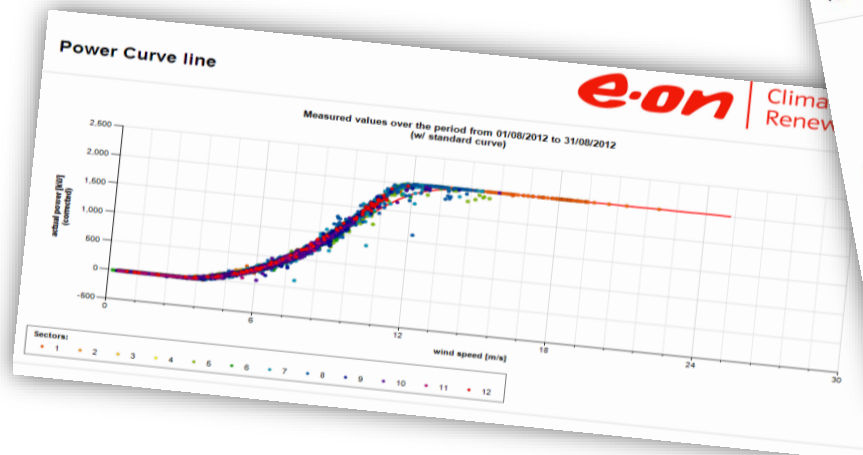 Power Curve line
e·on
Clima
Renew
Measured values over the period from 01/08/2012 to 31/08/2012
(w/ standard curve)
actual power [kW]
(corrected)
2,500
2,000
1,500
1,000
500
0
-500
0
6
12
18
24
30
wind speed [m/s]
Sectors:
1 2 3 4 5 6 7 8 9 10 11 12